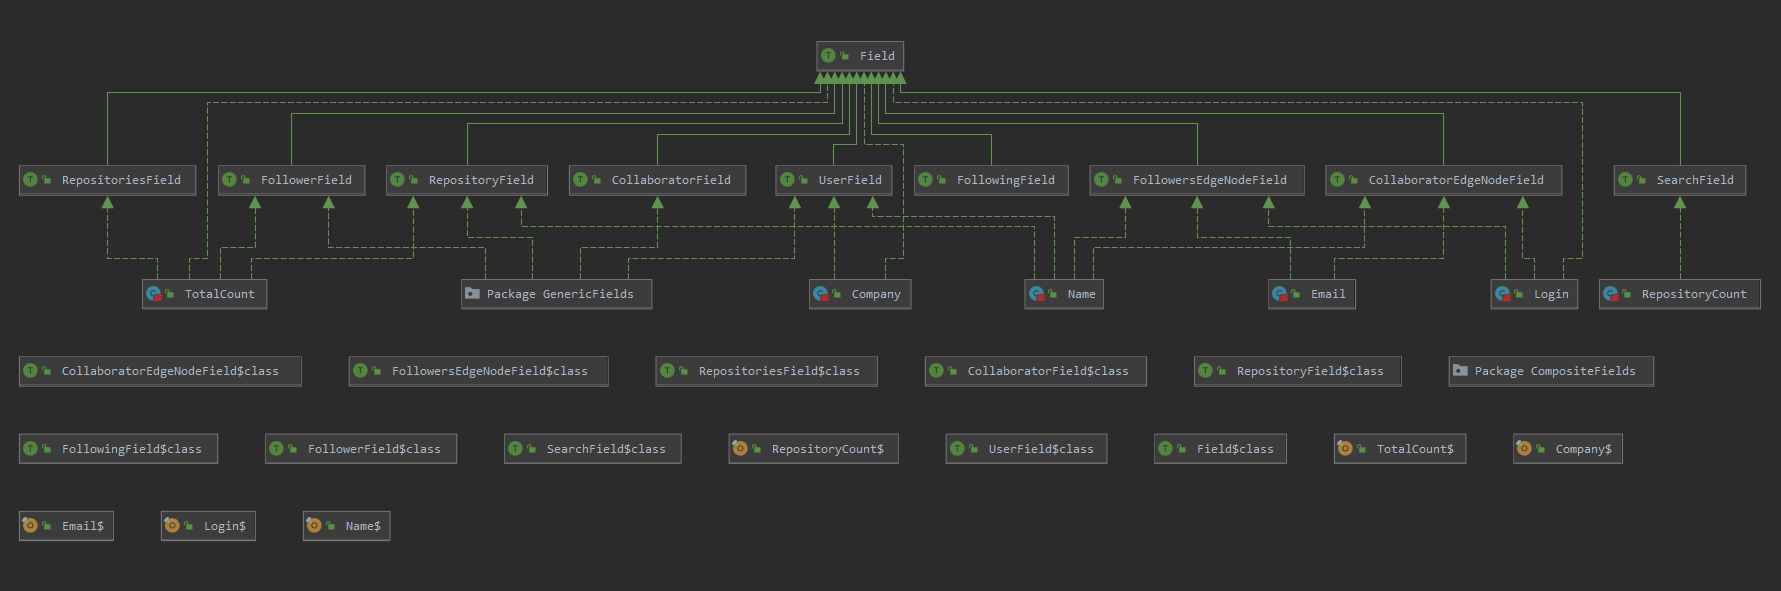 Field
RepositoriesField
FollowerField
RepositoryField
CollaboratorField
UserField
FollowingField
FollowersEdgeNodeField
CollaboratorEdgeNodeField
SearchField
TotalCount
Package GenericFields
Company
Name
Email
Login
RepositoryCount
CollaboratorEdgeNodeField$class
FollowersEdgeNodeField$class
RepositoriesField$class
CollaboratorField$class
RepositoryField$class
Package CompositeFields
FollowingField$class
FollowerField$class
SearchField$class
RepositoryCount$
UserField$class
Field$class
TotalCount$
Company$
Email$
Login$
Name$